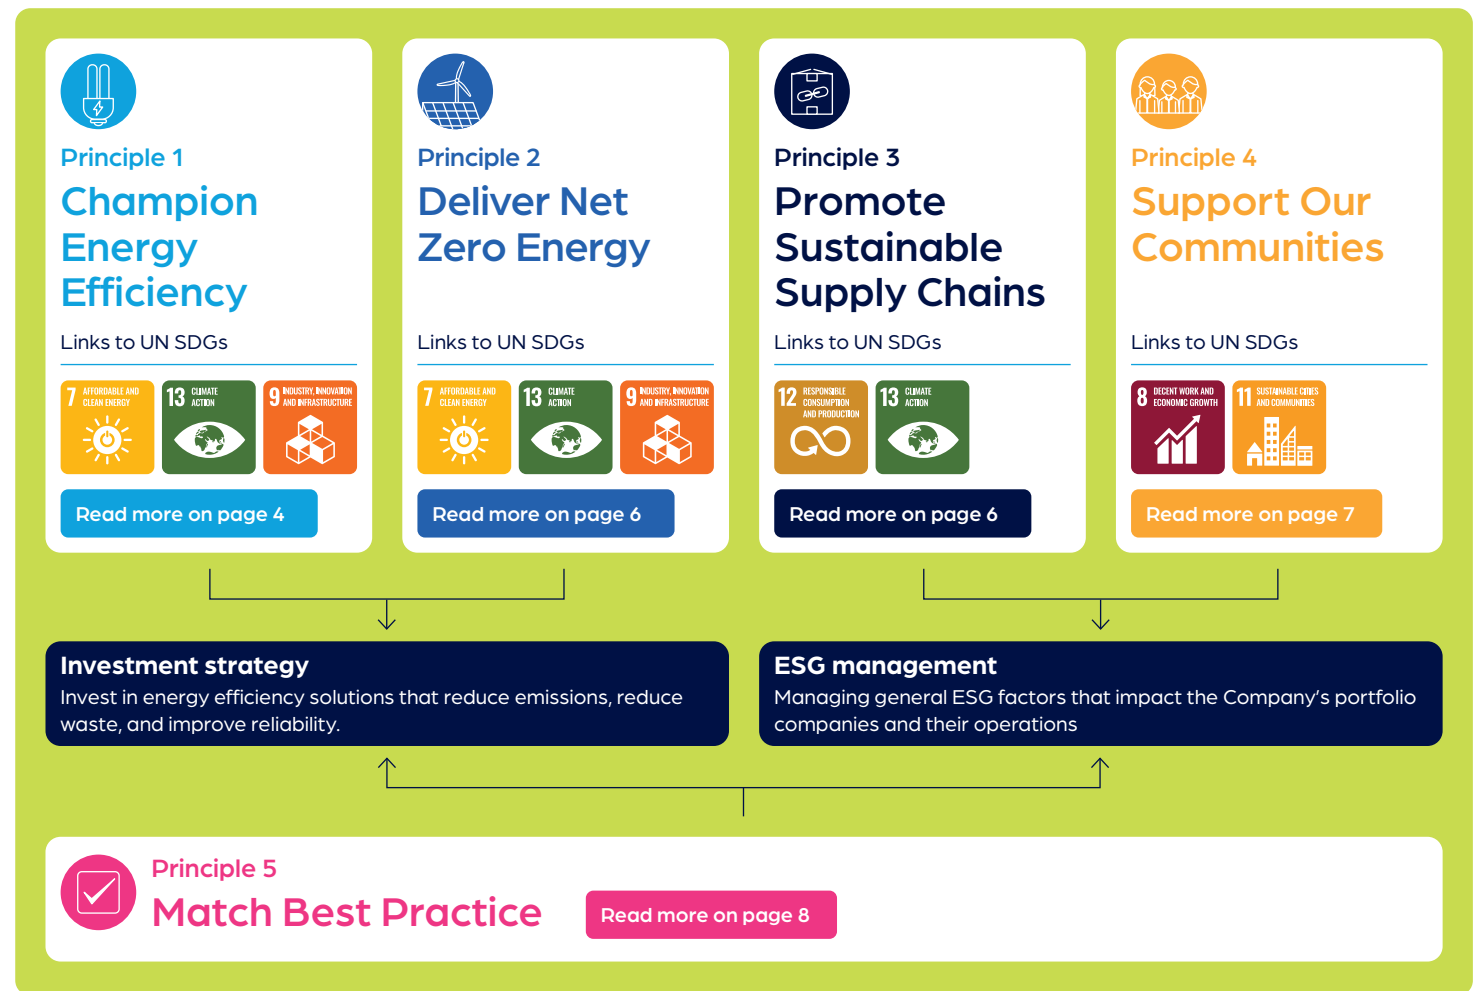 Principle 1
Champion
Energy
Efficiency
Links to UN SDGs
7 AFFORDABLE AND
CLEAN ENERGY
13 CLIMATE
ACTION
9 INDUSTRY, INNOVATION
AND INFRASTRUCTURE
Read more on page 4
Principle 2
Deliver Net
Zero Energy
Links to UN SDGs
7 AFFORDABLE AND
CLEAN ENERGY
13 CLIMATE
ACTION
9 INDUSTRY, INNOVATION
AND INFRASTRUCTURE
Read more on page 6
Principle 3
Promote
Sustainable
Supply Chains
Links to UN SDGs
12 RESPONSIBLE
CONSUMPTION
AND PRODUCTION
13 CLIMATE
ACTION
Read more on page 6
Principle 4
Support Our
Communities
Links to UN SDGs
8 DECENT WORK AND
ECONOMIC GROWTH
11 SUSTAINABLE CITIES
AND COMMUNITIES
Read more on page 7
Investment strategy
Invest in energy efficiency solutions that reduce emissions, reduce
waste, and improve reliability.
ESG management
Managing general ESG factors that impact the Company’s portfolio
companies and their operations
Principle 5
Match Best Practice
Read more on page 8